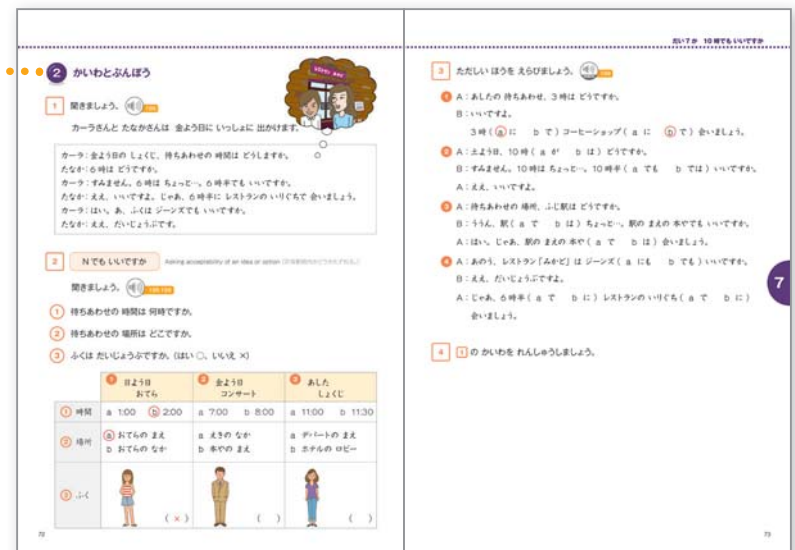 2 かいわとぶんぽう
1 聞きましょう。
カーラさんと たなかさんは 金よう日に いっしょに 出かけます。
カーラ：金よう日の しょくじ、待ちあわせの 時間は どうしますか。
たなか：6時は どうですか。
カーラ：すみません。6時は ちょっと…。6時半でも いいですか。
たなか：ええ、いいですよ。じゃあ、6時半に レストランの いりぐちで 会いましょう。
カーラ：はい。あ、ふくは ジーンズでも いいですか。
たなか：ええ、だいじょうぶです。
2 Nでも いいですか Asking acceptability of an idea or option
聞きましょう。
① 待ちあわせの 時間は 何時ですか。
② 待ちあわせの 場所は どこですか。
③ ふくは だいじょうぶですか。(はい ○、いいえ ×)
❶ 日よう日 おてら
❷ 金よう日 コンサート
❸ あした しょくじ
① 時間 a 1:00 b 2:00 a 7:00 b 8:00 a 11:00 b 11:30
② 場所 a おてらの まえ b おてらの なか a えきの なか b 本やの まえ a デパートの まえ b ホテルの ロビー
③ ふく ( × ) ( ) ( )
72
だい7か 10時でも いいですか
3 ただしい ほうを えらびましょう。
❶ A：あしたの 待ちあわせ、3時は どうですか。
B：いいですよ。
3時 ( a に b で ) コーヒーショップ ( a に b で ) 会いましょう。
❷ A：土よう日、10時 ( a が b は ) どうですか。
B：すみません。10時は ちょっと…。10時半 ( a でも b では ) いいですか。
A：ええ、いいですよ。
❸ A：待ちあわせの 場所、ふじ駅は どうですか。
B：ううん、駅 ( a で b は ) ちょっと…。駅の まえの 本やでも いいですか。
A：はい。じゃあ、駅の まえの 本や ( a で b は ) 会いましょう。
❹ A：あのう、レストラン「みかど」は ジーンズ ( a にも b でも ) いいですか。
B：ええ、だいじょうぶですよ。
A：じゃあ、6時半 ( a で b に ) レストランの いりぐち ( a で b に )
会いましょう。
7
4 1の かいわを れんしゅうしましょう。
73